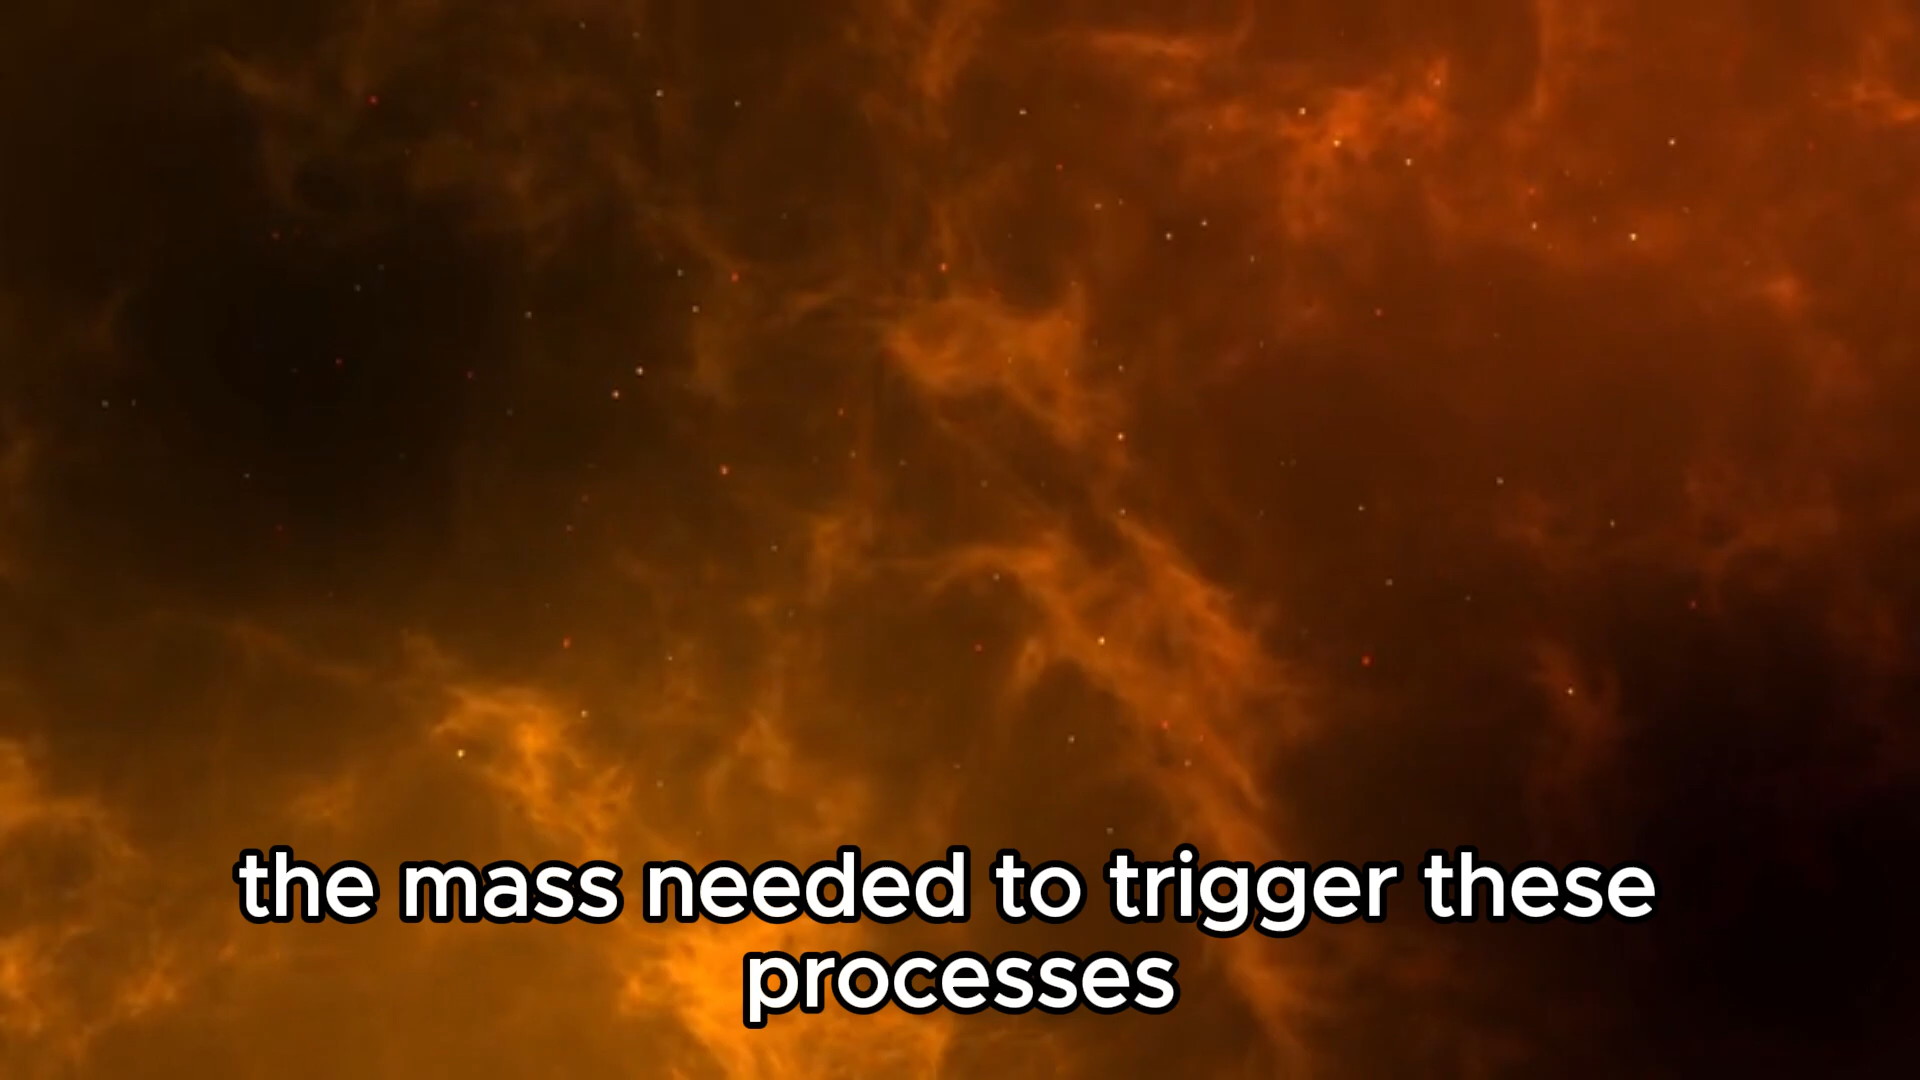 the mass needed to trigger these
processes